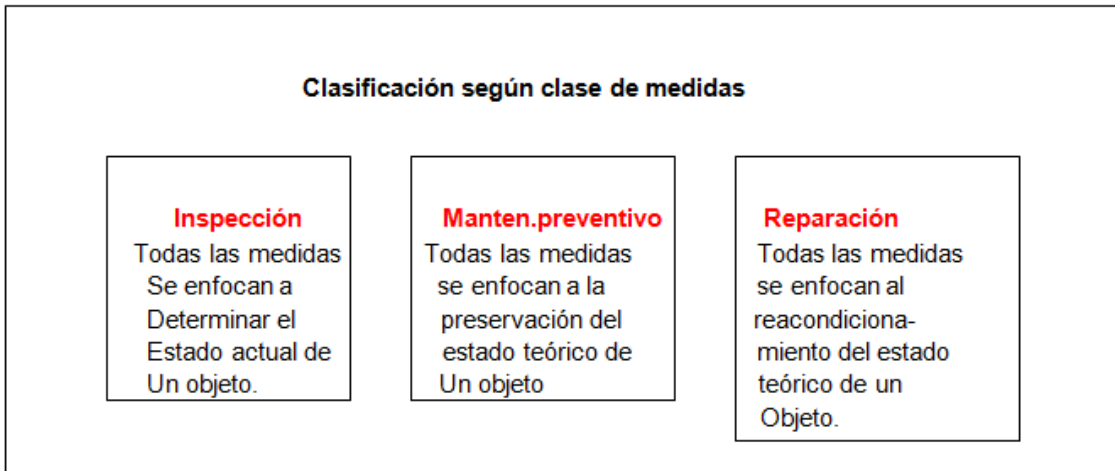 Clasificación según clase de medidas
Inspección
Todas las medidas
Se enfocan a
Determinar el
Estado actual de
Un objeto.
Manten.preventivo
Todas las medidas
se enfocan a la
preservación del
estado teórico de
Un objeto
Reparación
Todas las medidas
se enfocan al
reacondiciona-
miento del estado
teórico de un
Objeto.